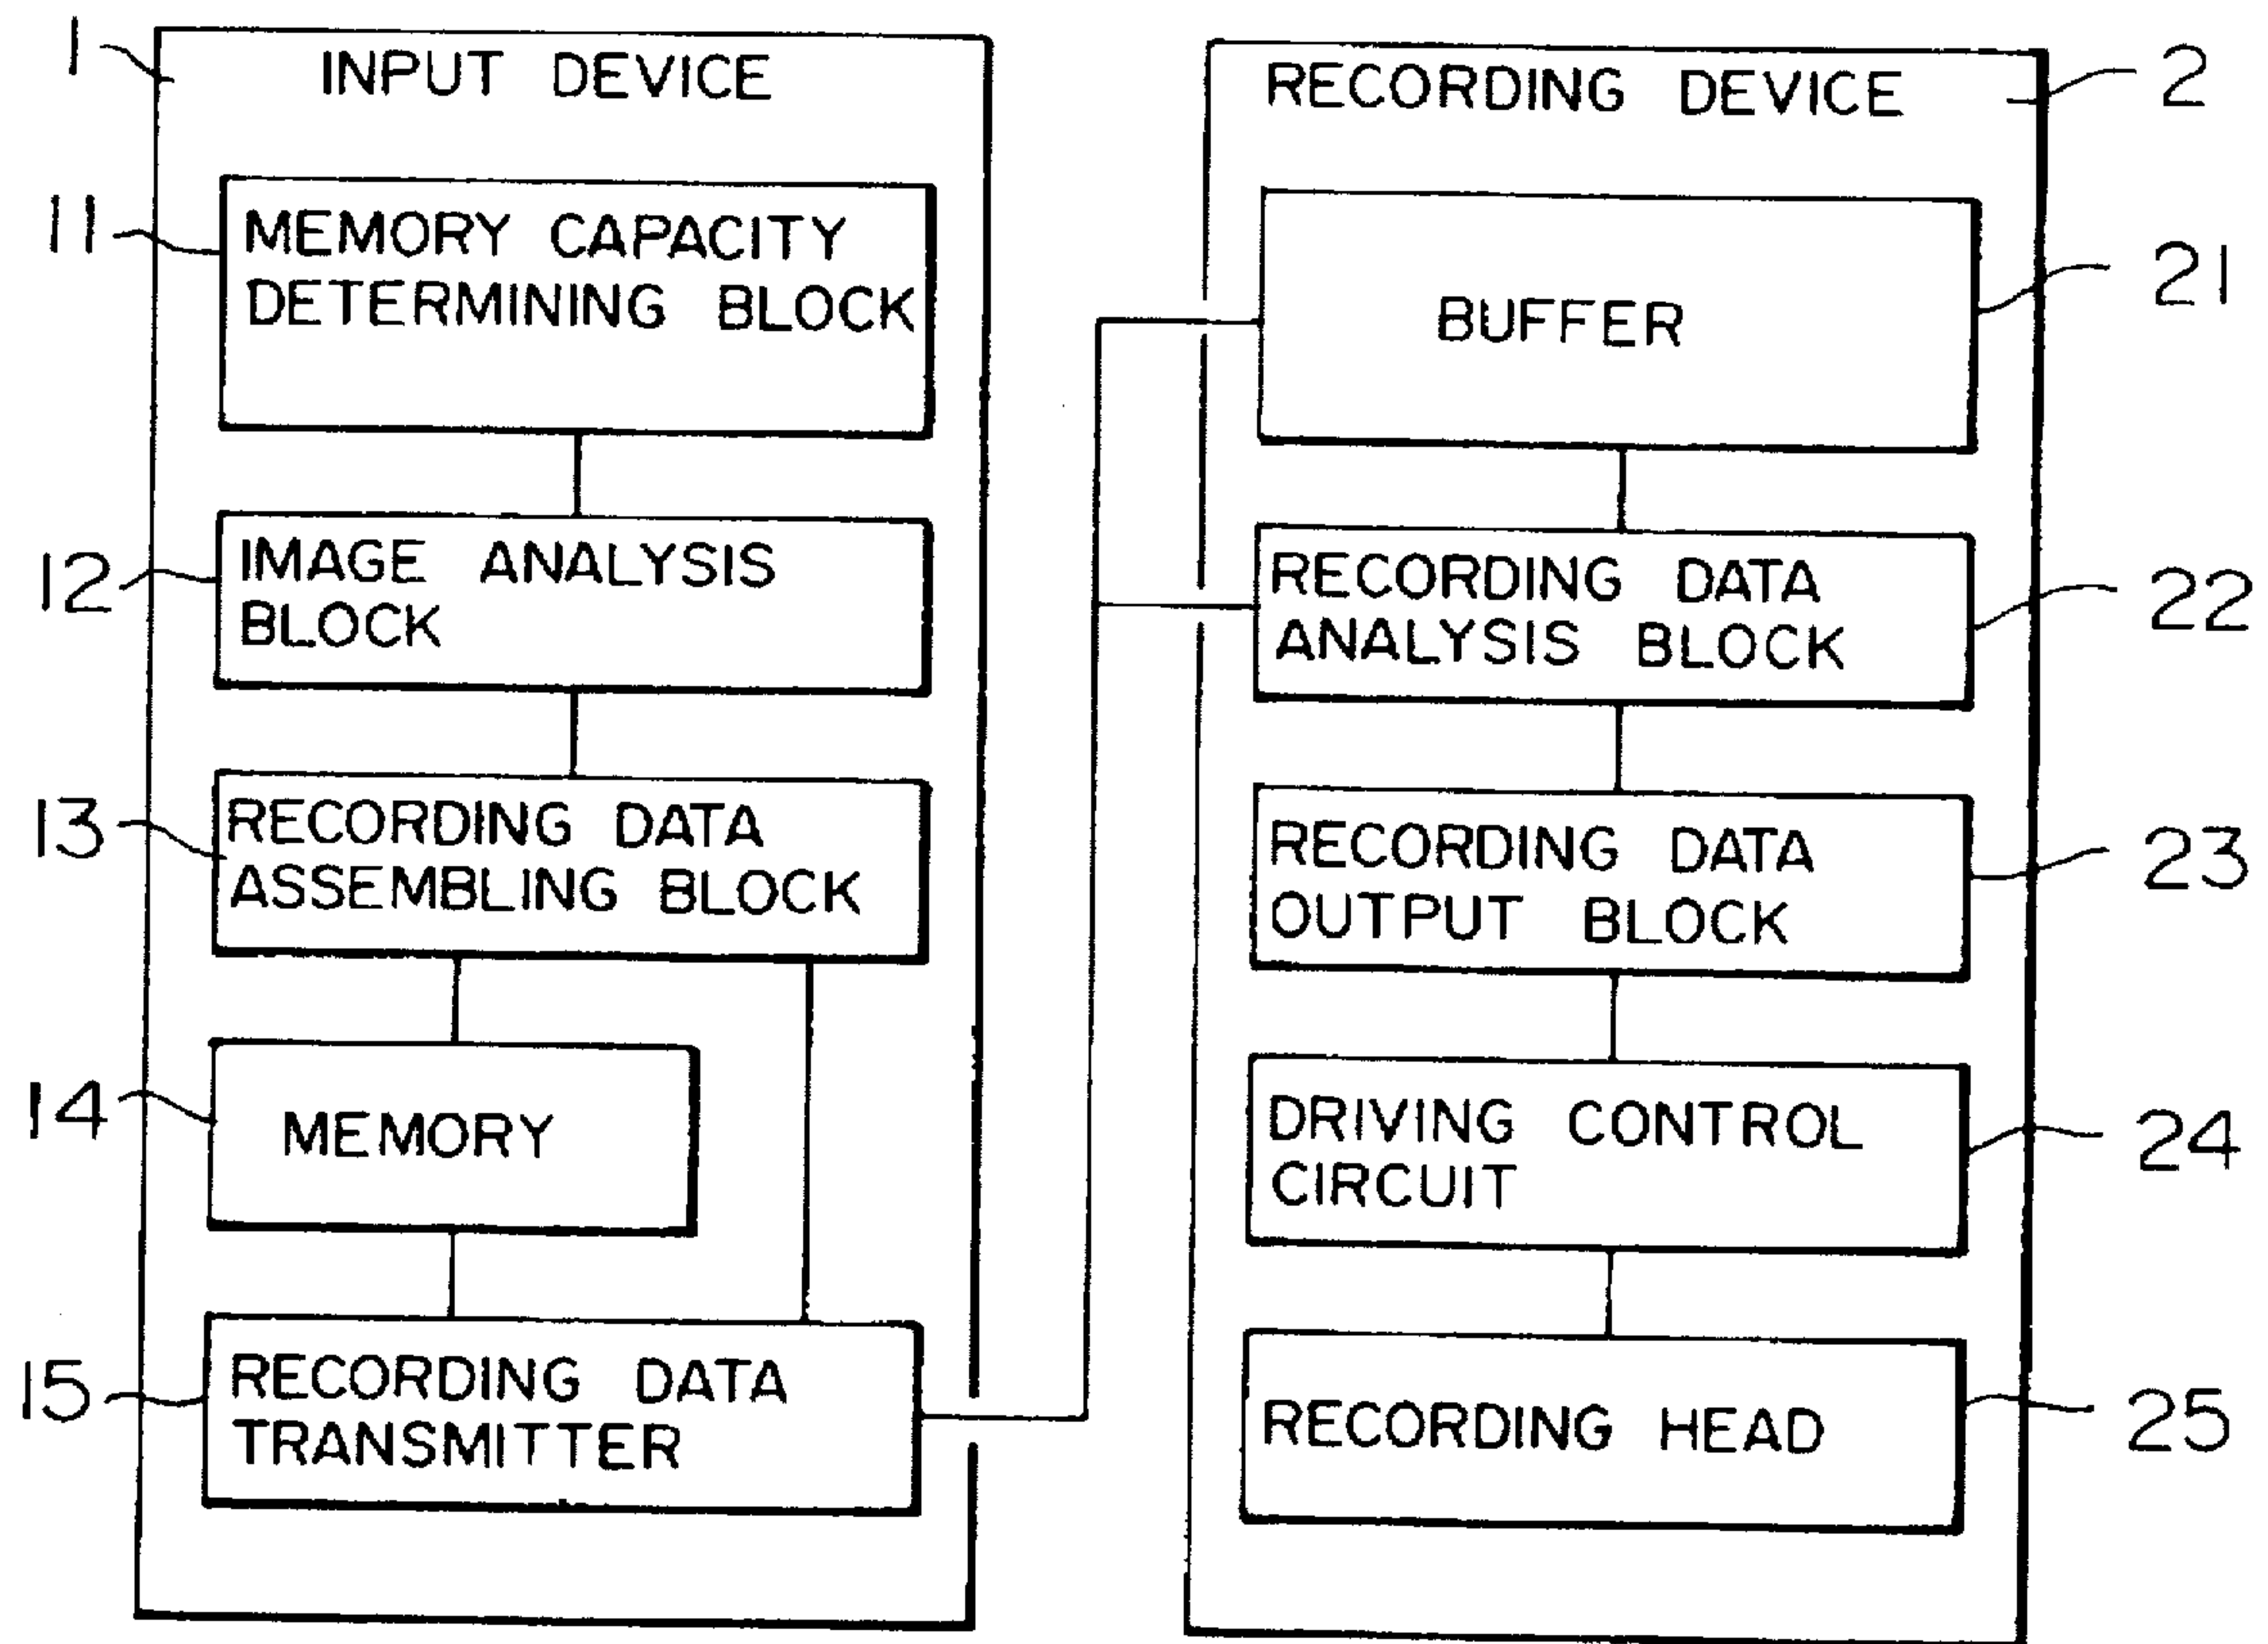 1
INPUT DEVICE
11
MEMORY CAPACITY
DETERMINING BLOCK
12
IMAGE ANALYSIS
BLOCK
13
RECORDING DATA
ASSEMBLING BLOCK
14
MEMORY
15
RECORDING DATA
TRANSMITTER
RECORDING DEVICE
2
BUFFER
21
RECORDING DATA
ANALYSIS BLOCK
22
RECORDING DATA
OUTPUT BLOCK
23
DRIVING CONTROL
CIRCUIT
24
RECORDING HEAD
25